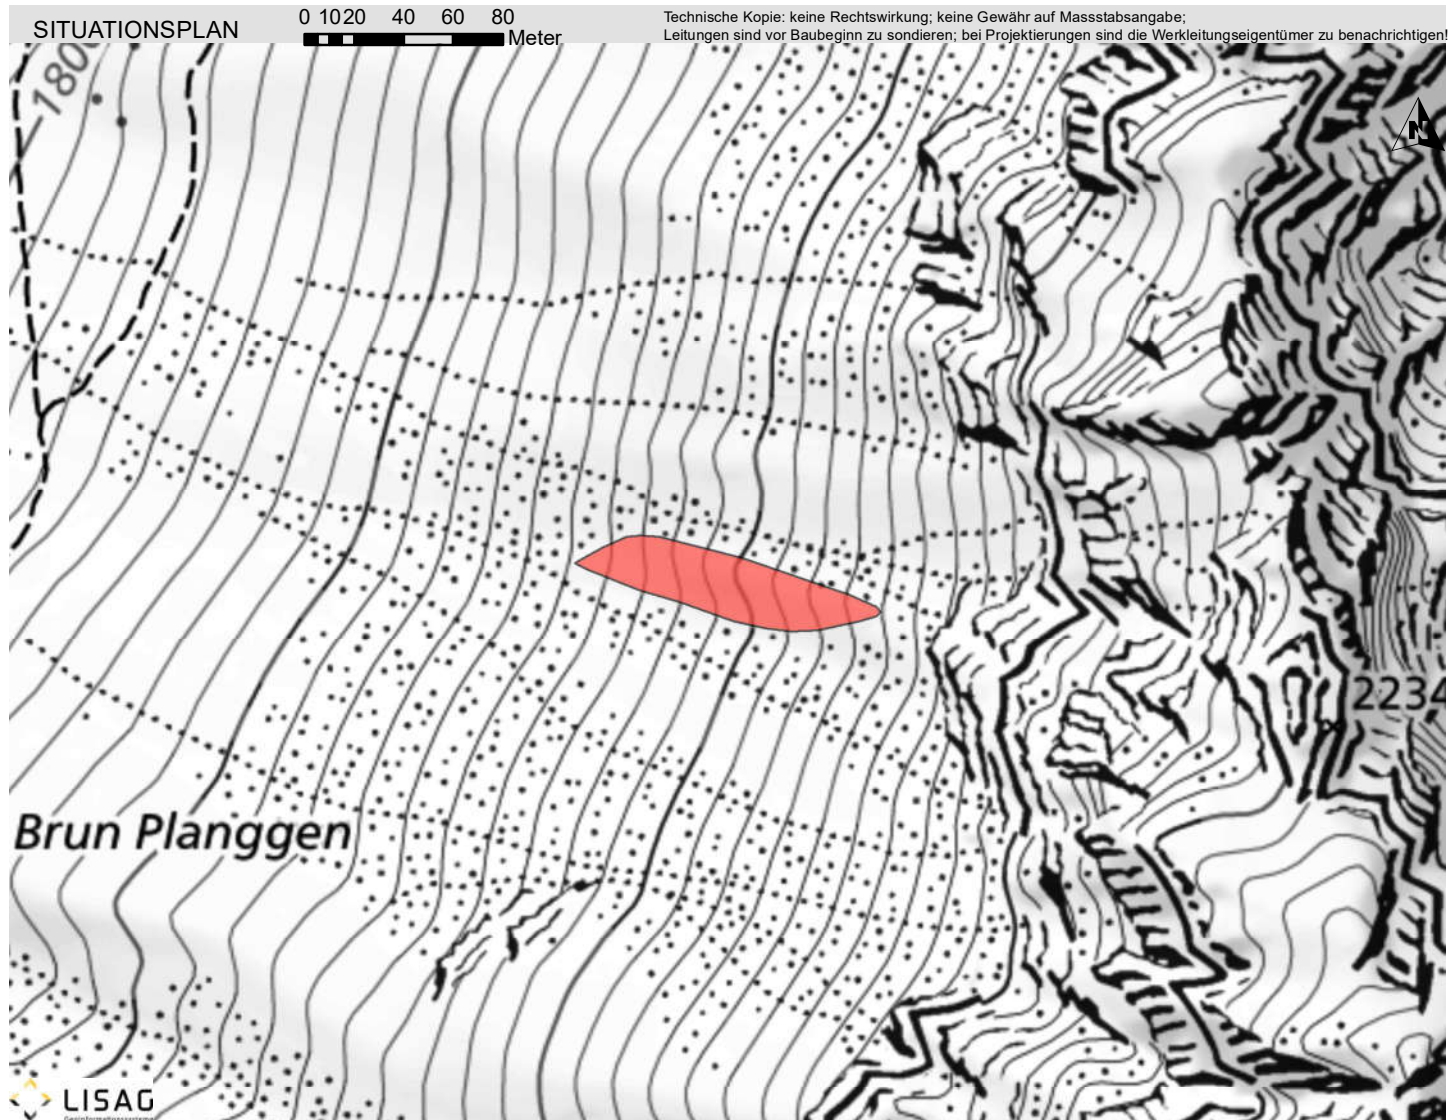 SITUATIONSPLAN
0 10 20 40 60 80
Meter
Technische Kopie: keine Rechtswirkung; keine Gewähr auf Massstabsangabe;
Leitungen sind vor Baubeginn zu sondieren; bei Projektierungen sind die Werkleitungseigentümer zu benachrichtigen!
1800
N
2234
Brun Planggen
LISAG